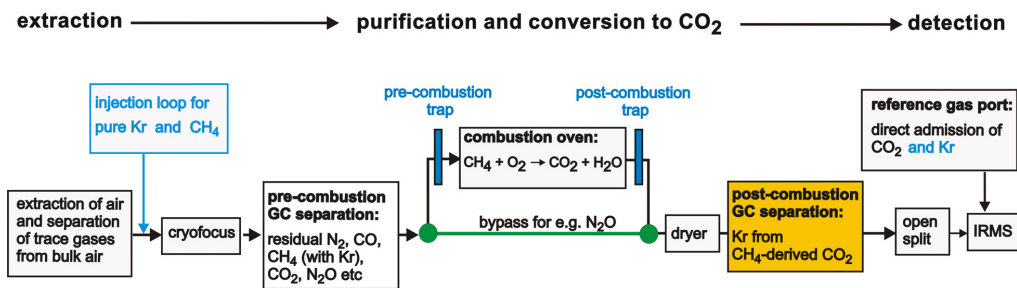 extraction
purification and conversion to CO₂
detection
injection loop for
pure Kr and CH₄
extraction of air
and separation
of trace gases
from bulk air
cryofocus
pre-combustion
GC separation:
residual N₂, CO,
CH₄ (with Kr),
CO₂, N₂O etc
pre-combustion
trap
combustion oven:
CH₄ + O₂ → CO₂ + H₂O
post-combustion
trap
bypass for e.g. N₂O
dryer
post-combustion
GC separation:
Kr from
CH₄-derived CO₂
open
split
reference gas port:
direct admission of
CO₂ and Kr
IRMS